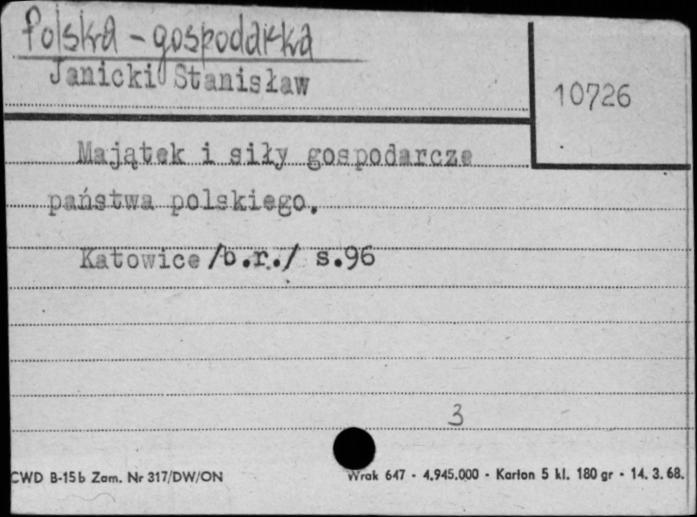 Polska - gospodarka
Janicki Stanisław
10726
Majątek i siły gospodarcze
państwa polskiego.
Katowice /b.r./ s.96
3
CWD B-15b Zam. Nr 317/DW/ON
Wrak 647 - 4.945.000 - Karton 5 kl. 180 gr - 14. 3. 68.